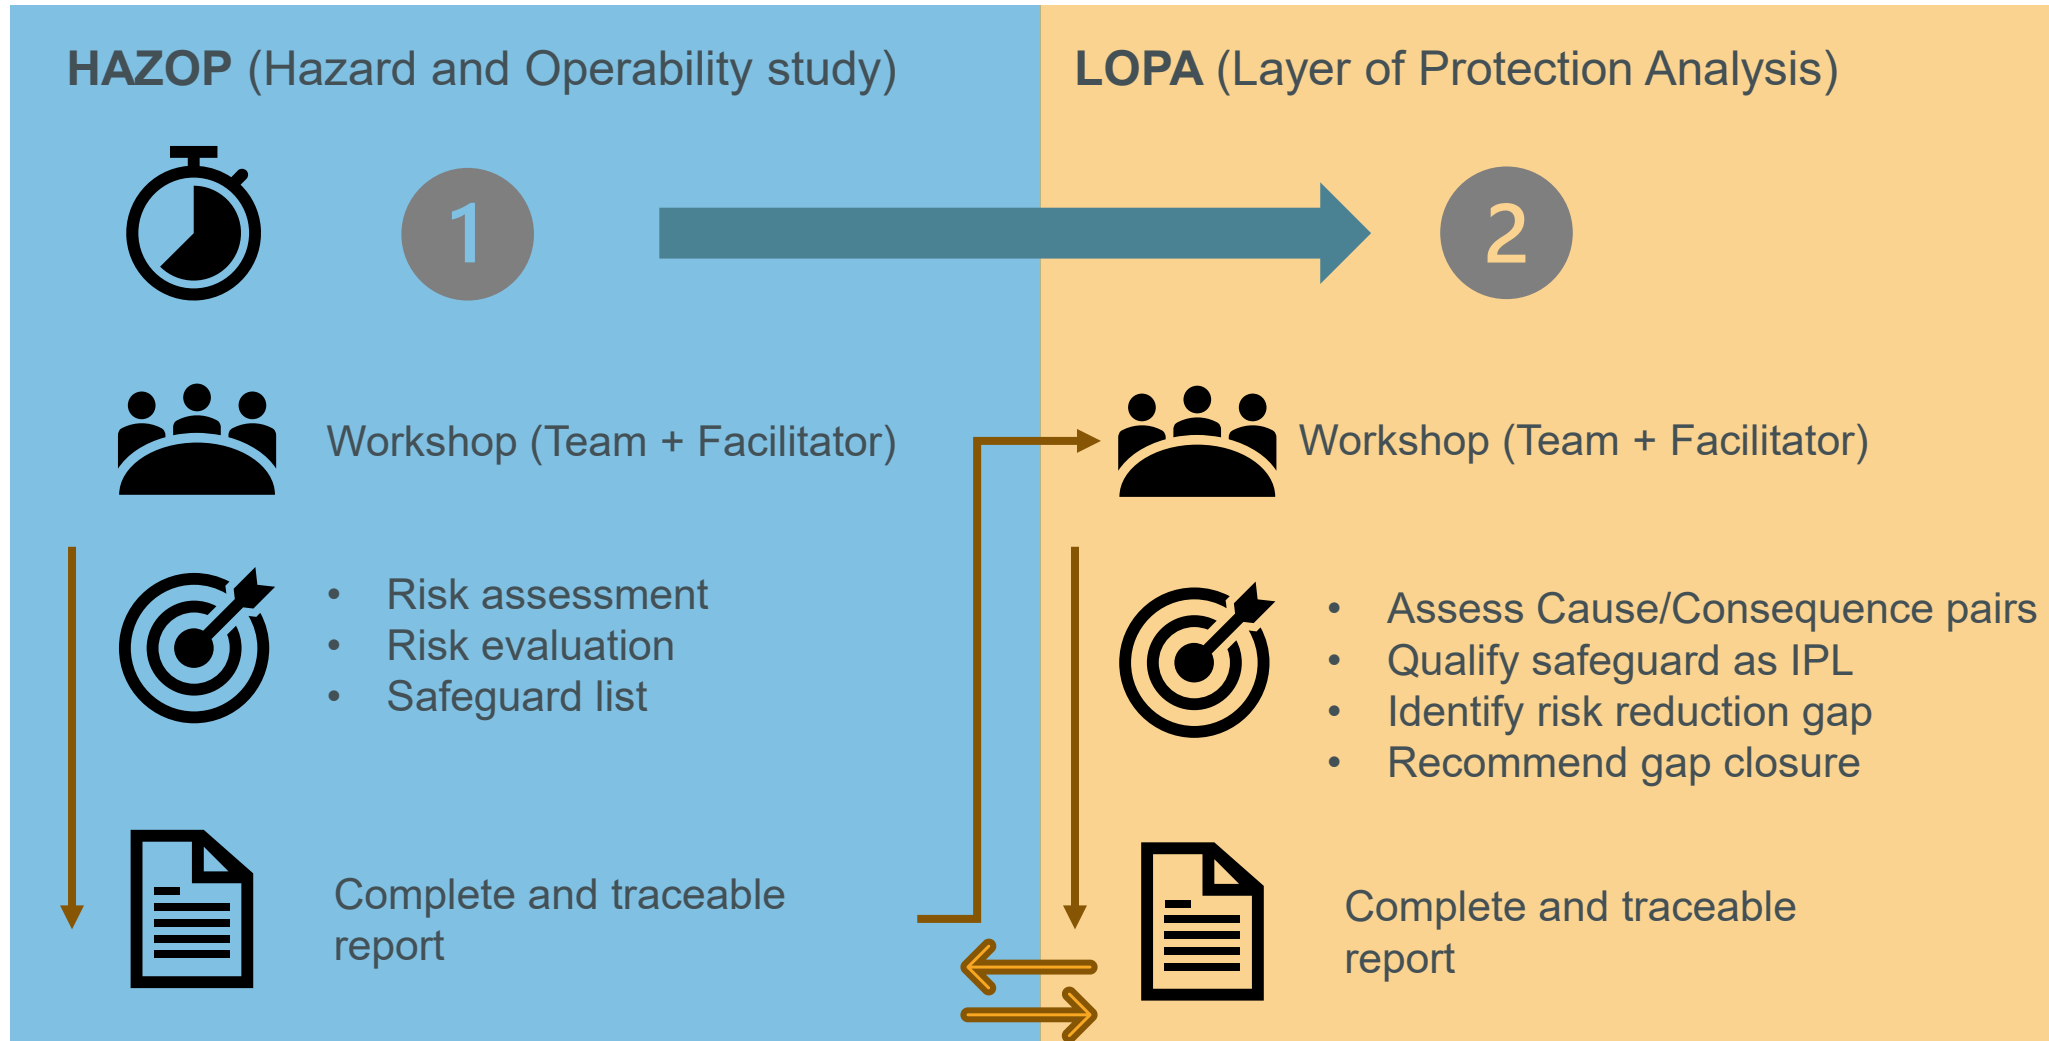 HAZOP (Hazard and Operability study)
1
Workshop (Team + Facilitator)
• Risk assessment
• Risk evaluation
• Safeguard list
Complete and traceable
report
LOPA (Layer of Protection Analysis)
2
Workshop (Team + Facilitator)
• Assess Cause/Consequence pairs
• Qualify safeguard as IPL
• Identify risk reduction gap
• Recommend gap closure
Complete and traceable
report